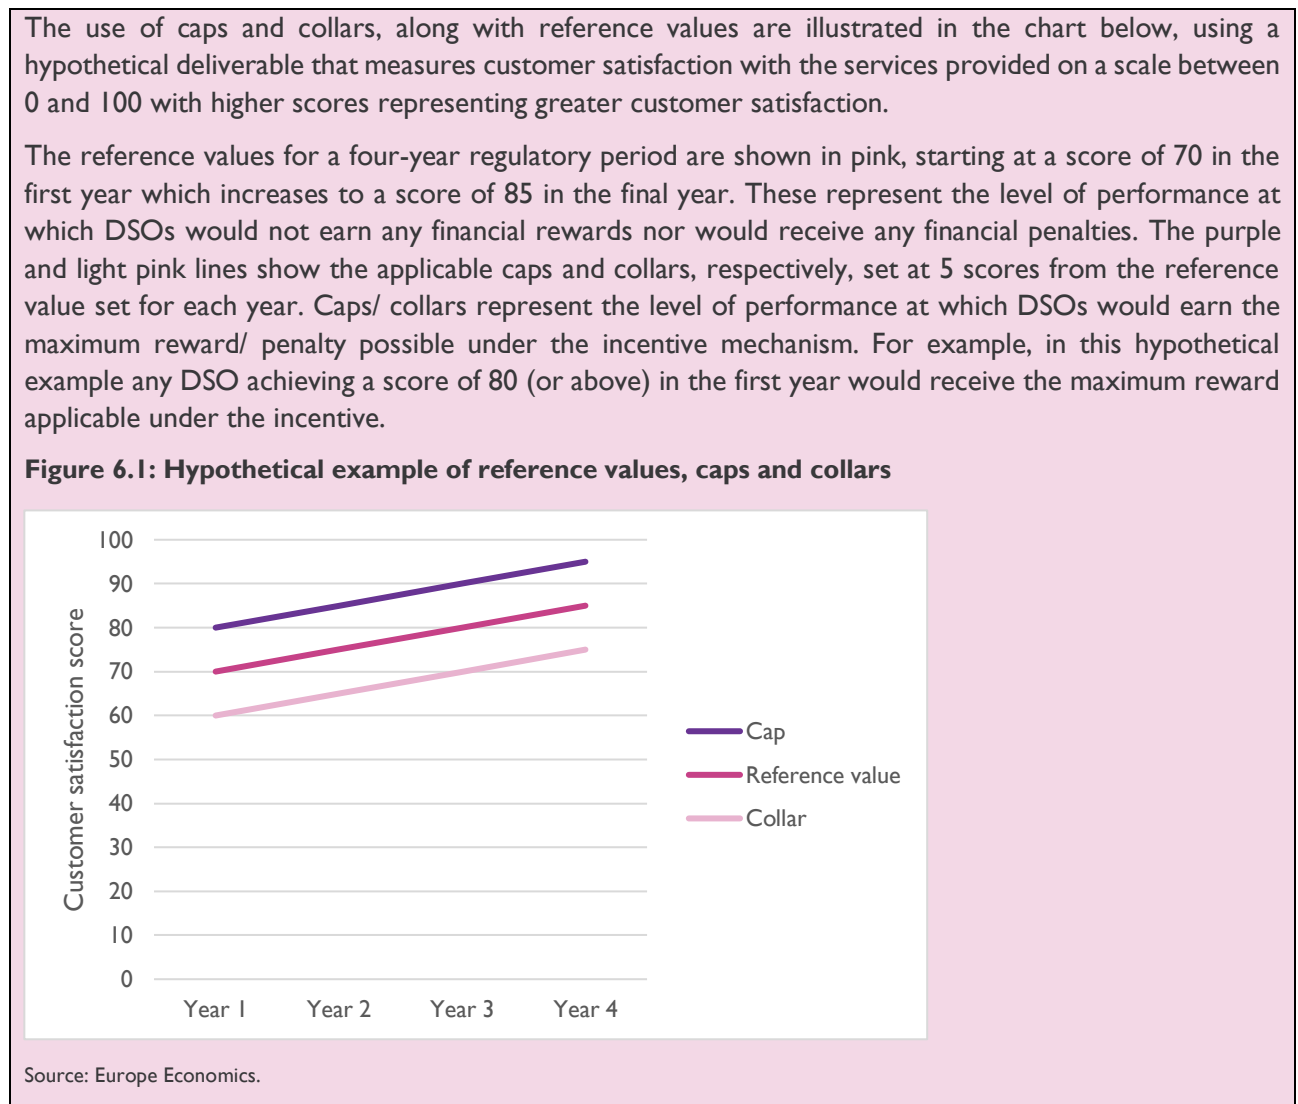 The use of caps and collars, along with reference values are illustrated in the chart below, using a
hypothetical deliverable that measures customer satisfaction with the services provided on a scale between
0 and 100 with higher scores representing greater customer satisfaction.
The reference values for a four-year regulatory period are shown in pink, starting at a score of 70 in the
first year which increases to a score of 85 in the final year. These represent the level of performance at
which DSOs would not earn any financial rewards nor would receive any financial penalties. The purple
and light pink lines show the applicable caps and collars, respectively, set at 5 scores from the reference
value set for each year. Caps/ collars represent the level of performance at which DSOs would earn the
maximum reward/ penalty possible under the incentive mechanism. For example, in this hypothetical
example any DSO achieving a score of 80 (or above) in the first year would receive the maximum reward
applicable under the incentive.
Figure 6.1: Hypothetical example of reference values, caps and collars
Customer satisfaction score
100
90
80
70
60
50
40
30
20
10
0
Year 1 Year 2 Year 3 Year 4
Cap
Reference value
Collar
Source: Europe Economics.